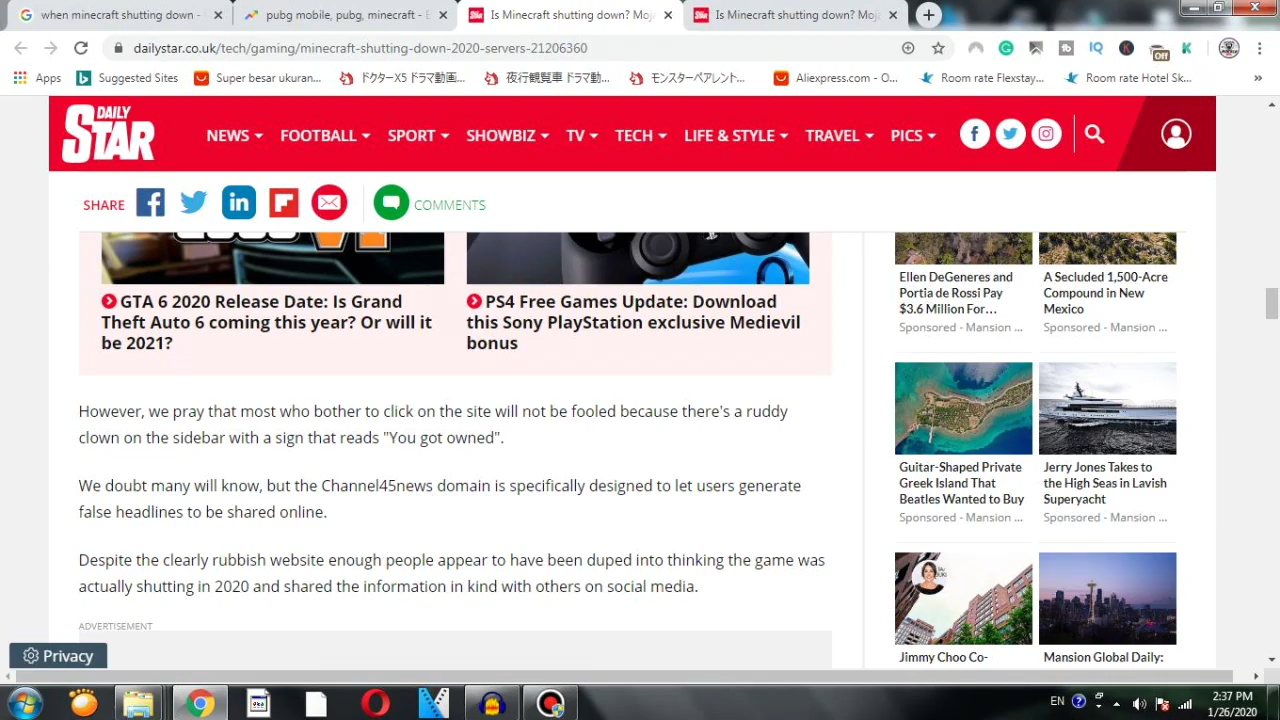 when minecraft shutting down -
pubg mobile, pubg, minecraft - E
Is Minecraft shutting down? Moja
Is Minecraft shutting down? Moja
dailystar.co.uk/tech/gaming/minecraft-shutting-down-2020-servers-21206360
IQ
K
Off
Apps
Suggested Sites
Super besar ukuran...
ドクターX5 ドラマ動画...
夜行観覧車 ドラマ動...
モンスターペアレント...
Aliexpress.com - O...
Room rate Flexstay...
Room rate Hotel Sk...
»
DAILY
STAR
NEWS
FOOTBALL
SPORT
SHOWBIZ
TV
TECH
LIFE & STYLE
TRAVEL
PICS
SHARE
COMMENTS
GTA 6 2020 Release Date: Is Grand
Theft Auto 6 coming this year? Or will it
be 2021?
PS4 Free Games Update: Download
this Sony PlayStation exclusive Medievil
bonus
However, we pray that most who bother to click on the site will not be fooled because there's a ruddy
clown on the sidebar with a sign that reads "You got owned".
We doubt many will know, but the Channel45news domain is specifically designed to let users generate
false headlines to be shared online.
Despite the clearly rubbish website enough people appear to have been duped into thinking the game was
actually shutting in 2020 and shared the information in kind with others on social media.
ADVERTISEMENT
Privacy
Ellen DeGeneres and
Portia de Rossi Pay
$3.6 Million For...
Sponsored - Mansion ...
A Secluded 1,500-Acre
Compound in New
Mexico
Sponsored - Mansion ...
Guitar-Shaped Private
Greek Island That
Beatles Wanted to Buy
Sponsored - Mansion ...
Jerry Jones Takes to
the High Seas in Lavish
Superyacht
Sponsored - Mansion ...
Jimmy Choo Co-
Mansion Global Daily:
EN
2:37 PM
1/26/2020